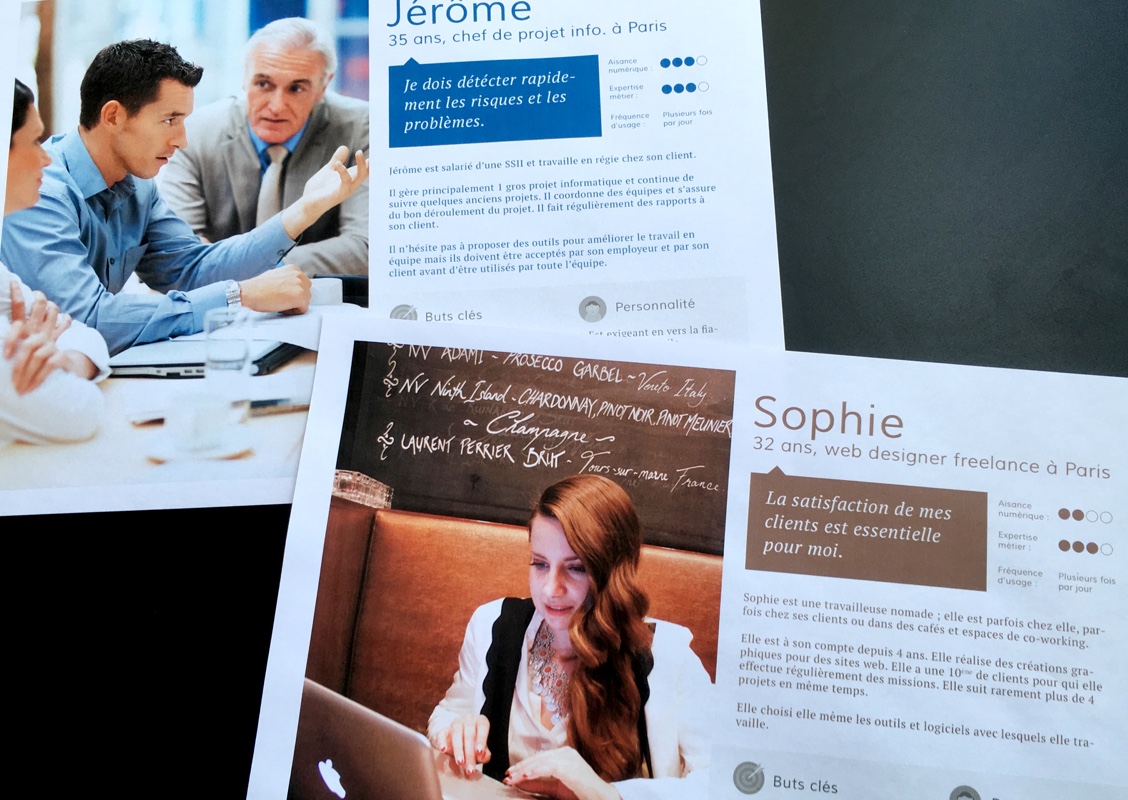 Jérôme
35 ans, chef de projet info. à Paris
Je dois détécter rapide-
ment les risques et les
problèmes.
Aisance
numérique :
Expertise
métier :
Fréquence
d'usage :
Plusieurs fois
par jour
Jérôme est salarié d'une SSII et travaille en régie chez son client.
Il gère principalement 1 gros projet informatique et continue de
suivre quelques anciens projets. Il coordonne des équipes et s'assure
du bon déroulement du projet. Il fait régulièrement des rapports à
son client.
Il n'hésite pas à proposer des outils pour améliorer le travail en
équipe mais ils doivent être acceptés par son employeur et par son
client avant d'être utilisés par toute l'équipe.
Buts clés
Personnalité
Est exigeant en vers la fia-
NV ADAMI ~ PROSECCO GARBEL ~ Veneto Italy
NV Ninth Island - CHARDONNAY, PINOT NOIR, PINOT MEUNIER
~ Champagne ~
LAURENT PERRIER BRUT - Tours-sur-marne France
Sophie
32 ans, web designer freelance à Paris
La satisfaction de mes
clients est essentielle
pour moi.
Aisance
numérique :
Expertise
métier :
Fréquence
d'usage :
Plusieurs fois
par jour
Sophie est une travailleuse nomade ; elle est parfois chez elle, par-
fois chez ses clients ou dans des cafés et espaces de co-working.
Elle est à son compte depuis 4 ans. Elle réalise des créations gra-
phiques pour des sites web. Elle a une 10ème de clients pour qui elle
effectue régulièrement des missions. Elle suit rarement plus de 4
projets en même temps.
Elle choisi elle même les outils et logiciels avec lesquels elle tra-
vaille.
Buts clés